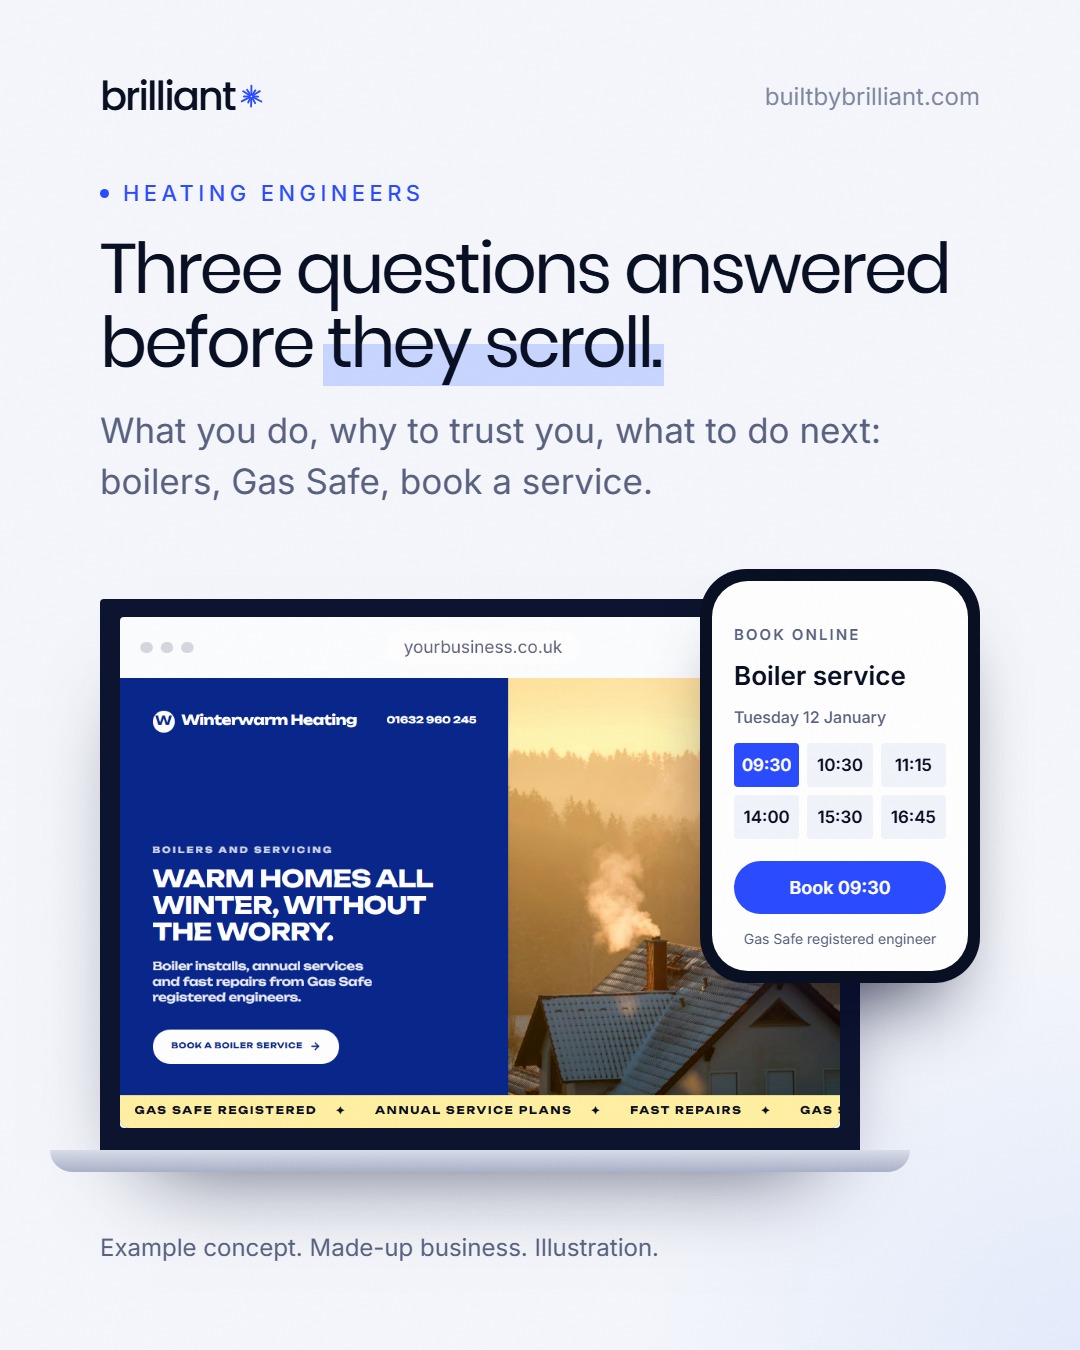 brilliant
builtbybrilliant.com
HEATING ENGINEERS
Three questions answered
before they scroll.
What you do, why to trust you, what to do next:
boilers, Gas Safe, book a service.
yourbusiness.co.uk
W Winterwarm Heating
01632 960 245
BOILERS AND SERVICING
WARM HOMES ALL
WINTER, WITHOUT
THE WORRY.
Boiler installs, annual services
and fast repairs from Gas Safe
registered engineers.
BOOK A BOILER SERVICE →
GAS SAFE REGISTERED ✦ ANNUAL SERVICE PLANS ✦ FAST REPAIRS ✦ GAS
BOOK ONLINE
Boiler service
Tuesday 12 January
09:30 10:30 11:15
14:00 15:30 16:45
Book 09:30
Gas Safe registered engineer
Example concept. Made-up business. Illustration.